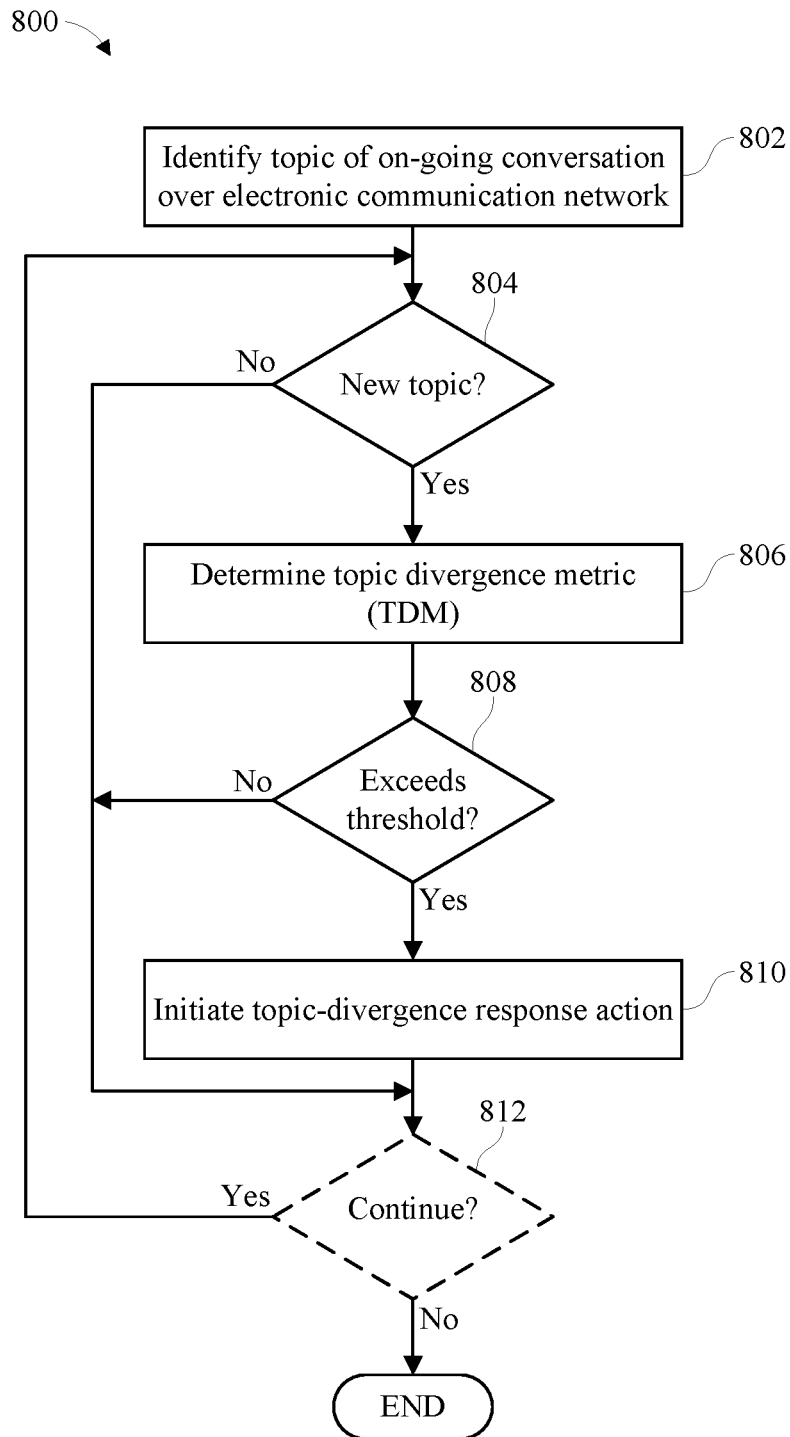 800
Identify topic of on-going conversation
over electronic communication network
802
804
No
New topic?
Yes
Determine topic divergence metric
(TDM)
806
808
No
Exceeds
threshold?
Yes
Initiate topic-divergence response action
810
812
Yes
Continue?
No
END